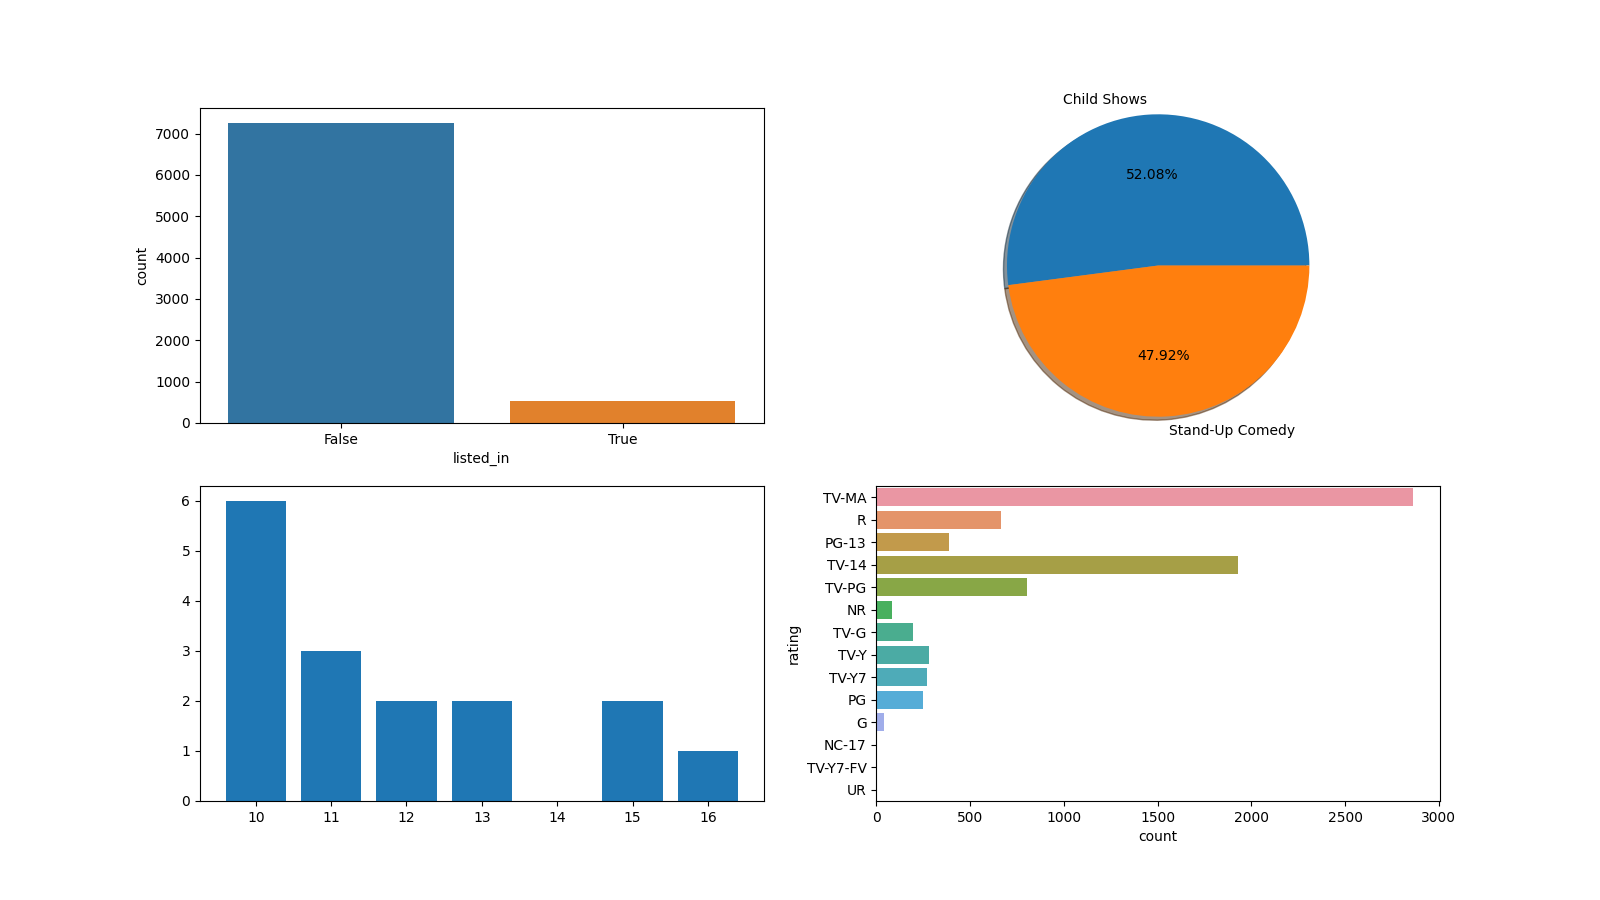 7000
6000
5000
4000
3000
2000
1000
0
count
False True
listed_in
Child Shows
52.08%
47.92%
Stand-Up Comedy
6
5
4
3
2
1
0
10 11 12 13 14 15 16
rating
TV-MA
R
PG-13
TV-14
TV-PG
NR
TV-G
TV-Y
TV-Y7
PG
G
NC-17
TV-Y7-FV
UR
0 500 1000 1500 2000 2500 3000
count